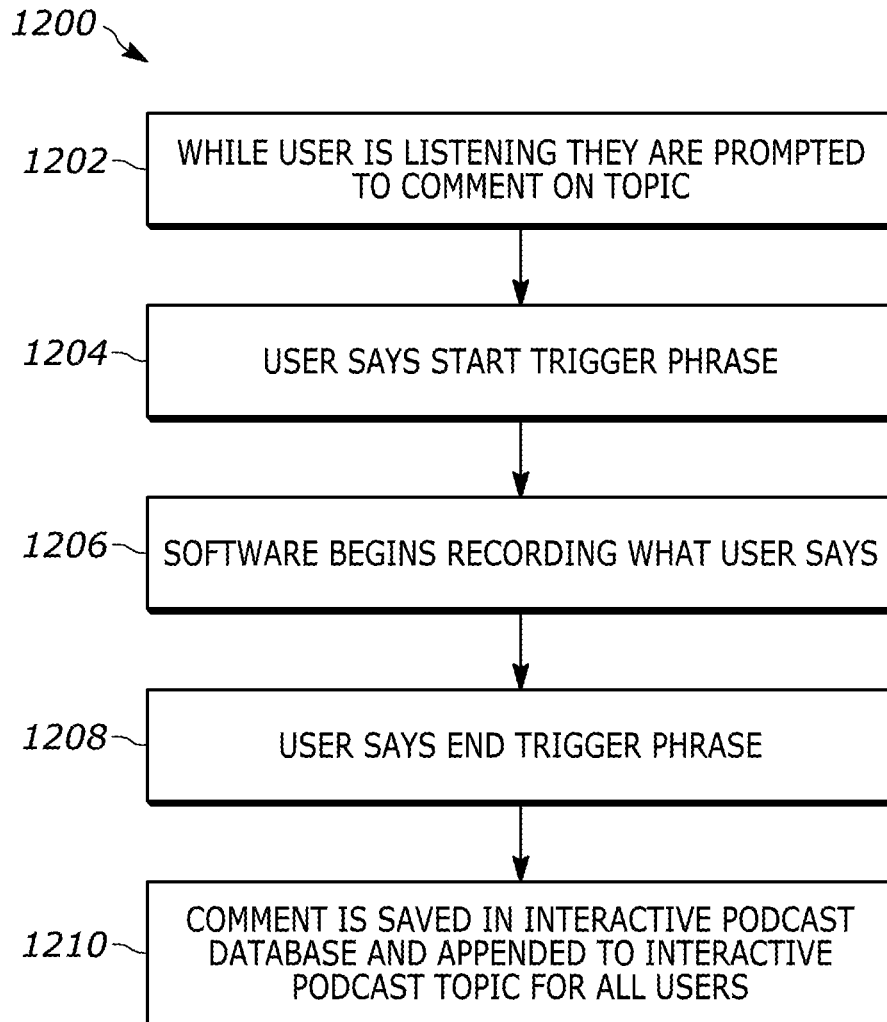 1200
1202
WHILE USER IS LISTENING THEY ARE PROMPTED
TO COMMENT ON TOPIC
1204
USER SAYS START TRIGGER PHRASE
1206
SOFTWARE BEGINS RECORDING WHAT USER SAYS
1208
USER SAYS END TRIGGER PHRASE
1210
COMMENT IS SAVED IN INTERACTIVE PODCAST
DATABASE AND APPENDED TO INTERACTIVE
PODCAST TOPIC FOR ALL USERS